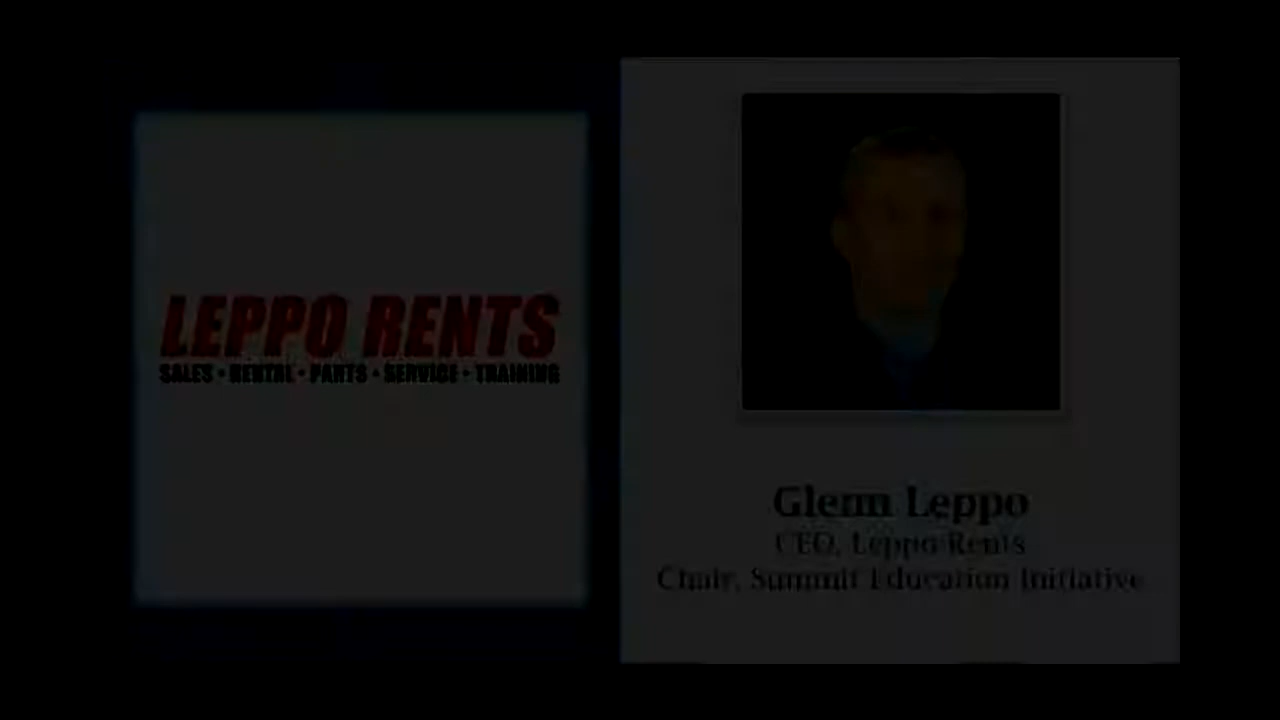 LEPPO RENTS
SALES • RENTAL • PARTS • SERVICE • TRAINING
Glenn Leppo
CEO, Leppo Rents
Chair, Summit Education Initiative